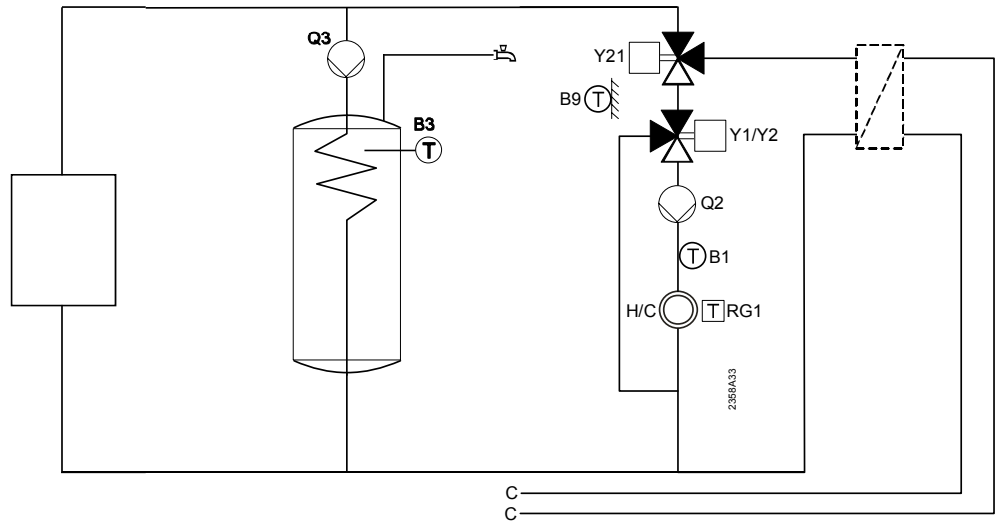 Q3
Y21
B9 T
B3
T
Y1/Y2
Q2
T B1
H/C T RG1
2358A33
C
C